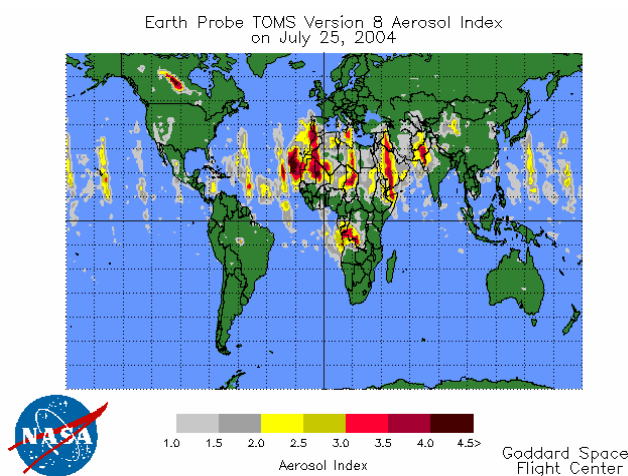 Earth Probe TOMS Version 8 Aerosol Index
on July 25, 2004
NASA
1.0 1.5 2.0 2.5 3.0 3.5 4.0 4.5>
Aerosol Index
Goddard Space
Flight Center